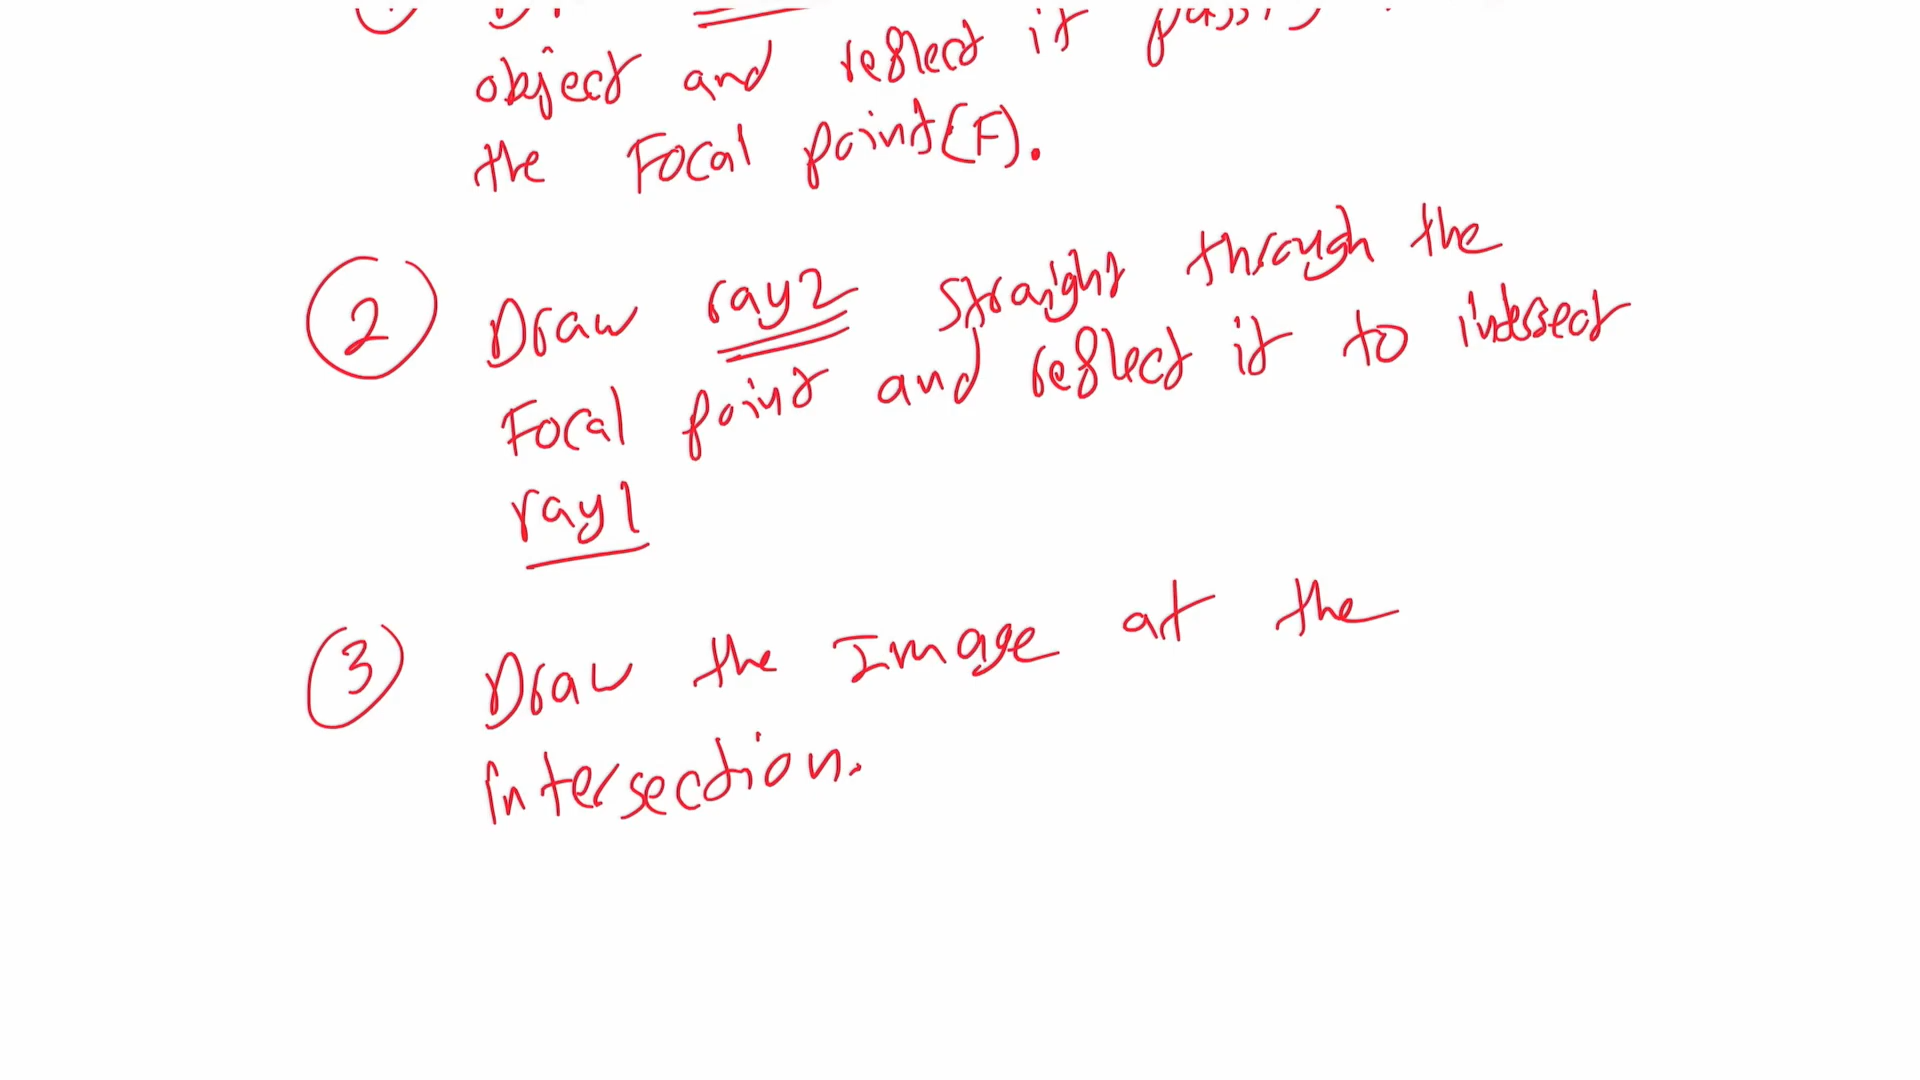 object and reflect it
the Focal point(F).
2 Draw ray2 straight through the
Focal point and reflect it to intersect
ray1
3 Draw the Image at the
intersection.